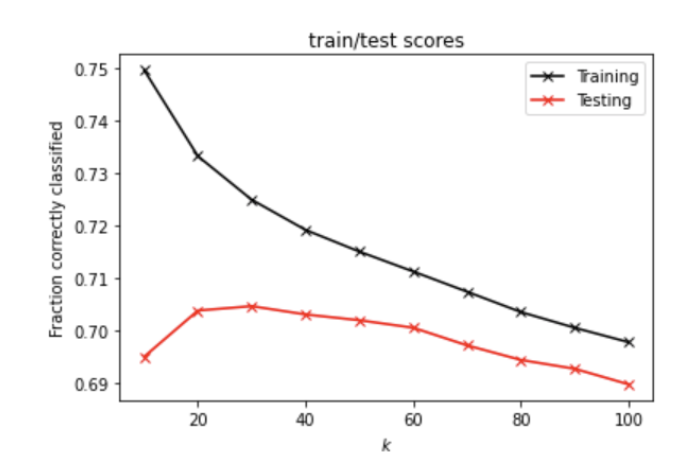 train/test scores
Training
Testing
Fraction correctly classified
0.75
0.74
0.73
0.72
0.71
0.70
0.69
20 40 60 80 100
k